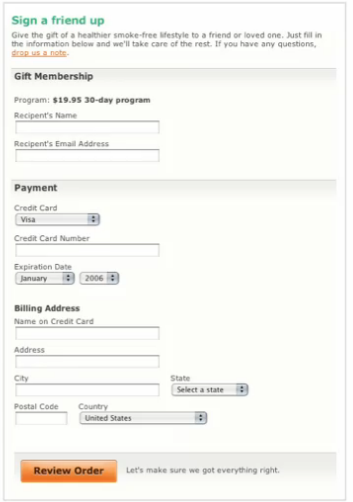 Sign a friend up
Give the gift of a healthier smoke-free lifestyle to a friend or loved one. Just fill in
the information below and we'll take care of the rest. If you have any questions,
drop us a note.
Gift Membership
Program: $19.95 30-day program
Recipent's Name
Recipent's Email Address
Payment
Credit Card
Visa
Credit Card Number
Expiration Date
January 2006
Billing Address
Name on Credit Card
Address
City State
Select a state
Postal Code Country
United States
Review Order Let's make sure we got everything right.